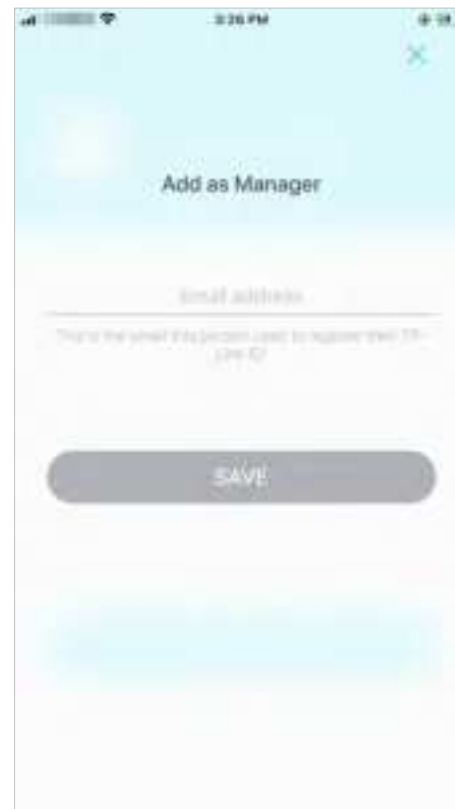 3:26 PM
Add as Manager
Email address
This is the email this person used to register their TP-
Link ID
SAVE